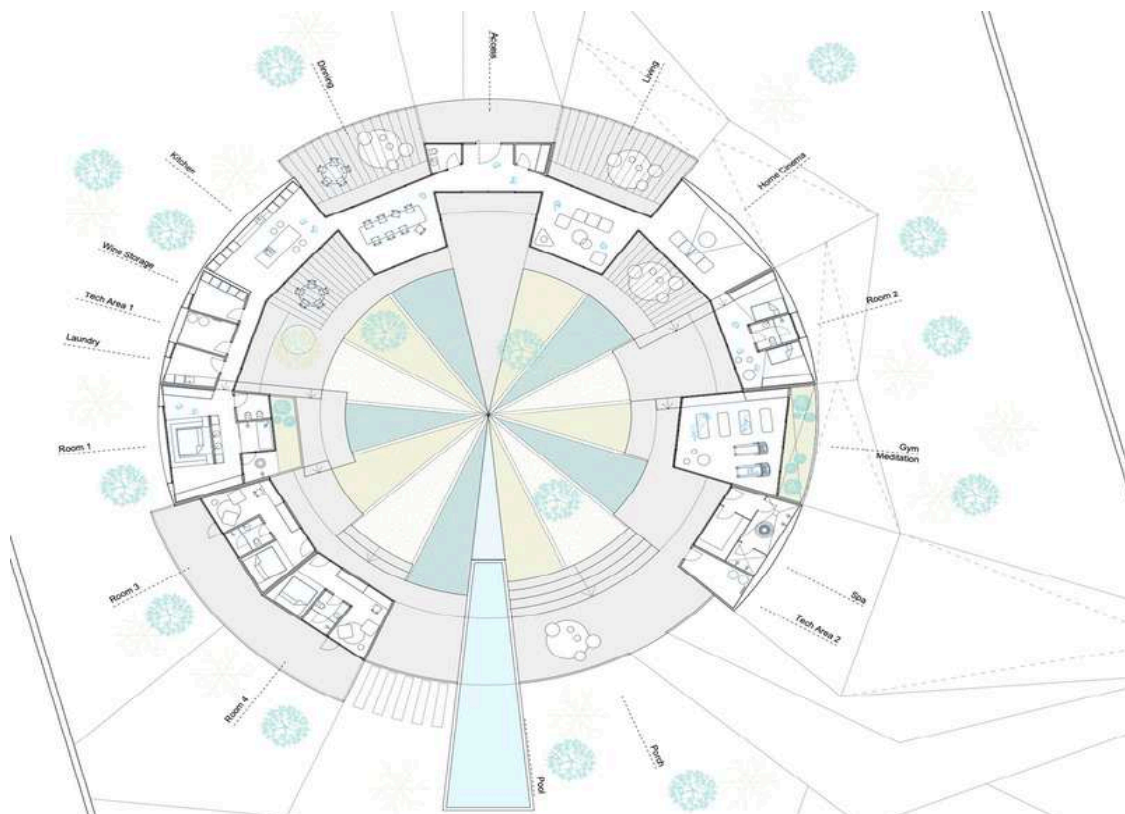 Access
Dinning
Living
Kitchen
Home Cinema
Wine Storage
Tech Area 1
Room 2
Laundry
Room 1
Gym
Meditation
Room 3
Spa
Tech Area 2
Room 4
Porch
Pool